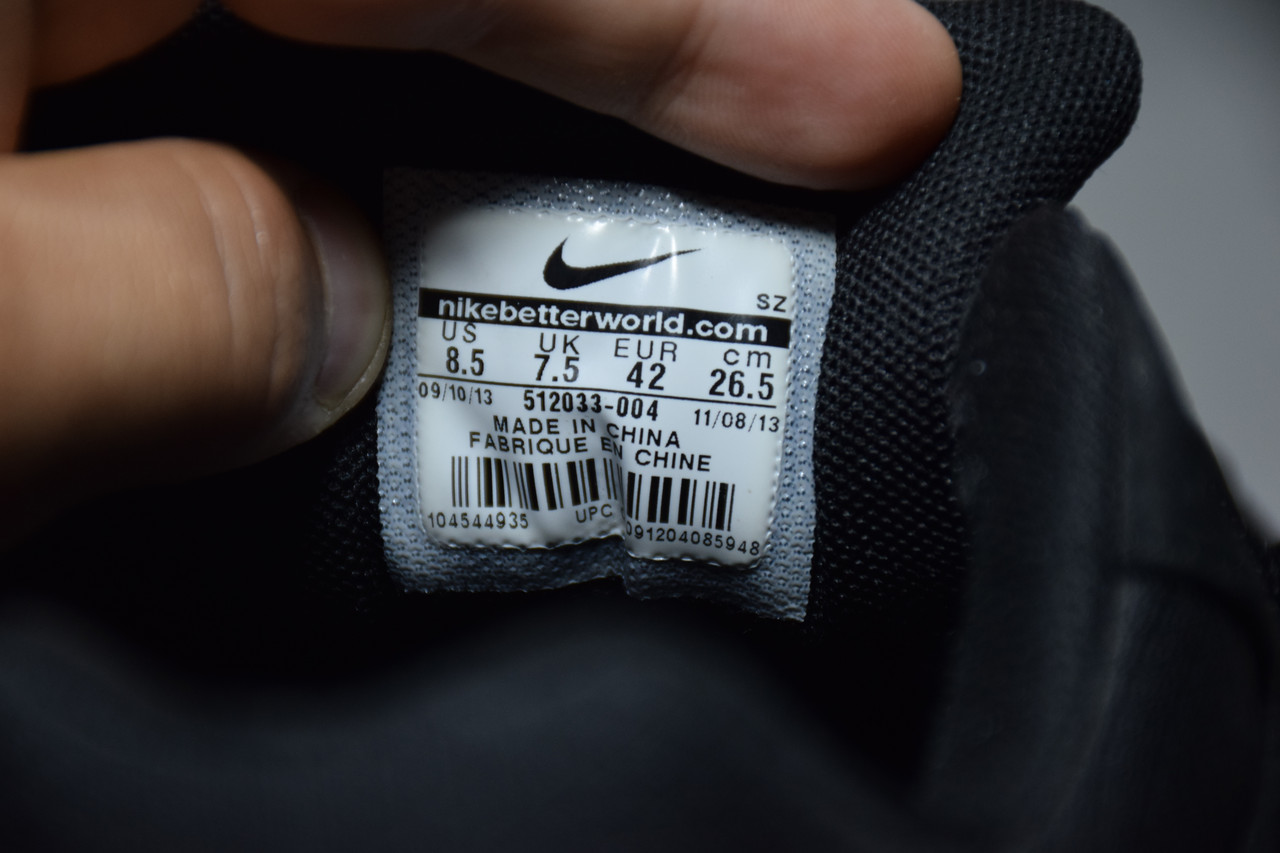 SZ
nikebetterworld.com
US UK EUR cm
8.5 7.5 42 26.5
09/10/13 512033-004 11/08/13
MADE IN CHINA
FABRIQUE EN CHINE
104544935 UPC 091204085948